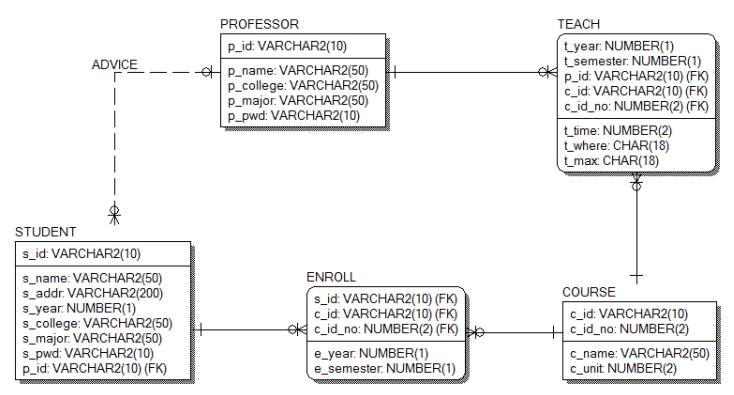 PROFESSOR
p_id: VARCHAR2(10)
p_name: VARCHAR2(50)
p_college: VARCHAR2(50)
p_major: VARCHAR2(50)
p_pwd: VARCHAR2(10)
TEACH
t_year: NUMBER(1)
t_semester: NUMBER(1)
p_id: VARCHAR2(10) (FK)
c_id: VARCHAR2(10) (FK)
c_id_no: NUMBER(2) (FK)
t_time: NUMBER(2)
t_where: CHAR(18)
t_max: CHAR(18)
ADVICE
STUDENT
s_id: VARCHAR2(10)
s_name: VARCHAR2(50)
s_addr: VARCHAR2(200)
s_year: NUMBER(1)
s_college: VARCHAR2(50)
s_major: VARCHAR2(50)
s_pwd: VARCHAR2(10)
p_id: VARCHAR2(10) (FK)
ENROLL
s_id: VARCHAR2(10) (FK)
c_id: VARCHAR2(10) (FK)
c_id_no: NUMBER(2) (FK)
e_year: NUMBER(1)
e_semester: NUMBER(1)
COURSE
c_id: VARCHAR2(10)
c_id_no: NUMBER(2)
c_name: VARCHAR2(50)
c_unit: NUMBER(2)